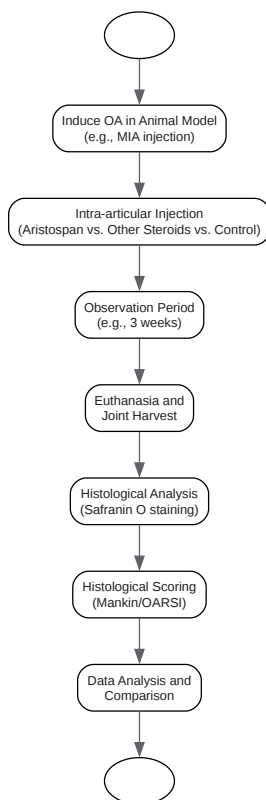 Induce OA in Animal Model
(e.g., MIA injection)
Intra-articular Injection
(Aristospan vs. Other Steroids vs. Control)
Observation Period
(e.g., 3 weeks)
Euthanasia and
Joint Harvest
Histological Analysis
(Safranin O staining)
Histological Scoring
(Mankin/OARSI)
Data Analysis and
Comparison